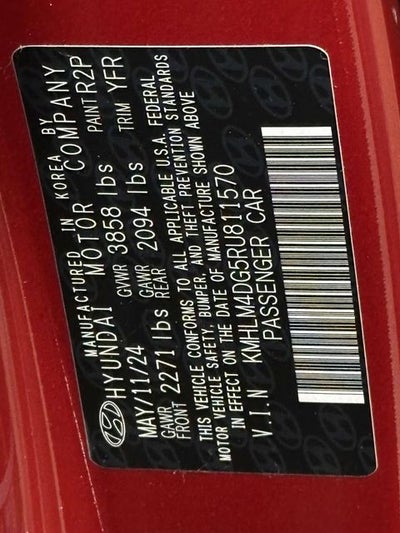 MANUFACTURED IN KOREA BY
HYUNDAI MOTOR COMPANY
MAY/11/24 GVWR 3858 lbs PAINT R2P
GAWR FRONT 2271 lbs GAWR REAR 2094 lbs TRIM YFR
THIS VEHICLE CONFORMS TO ALL APPLICABLE U.S.A. FEDERAL
MOTOR VEHICLE SAFETY, BUMPER, AND THEFT PREVENTION STANDARDS
IN EFFECT ON THE DATE OF MANUFACTURE SHOWN ABOVE
V.I.N KMHLM4DG5RU811570
PASSENGER CAR